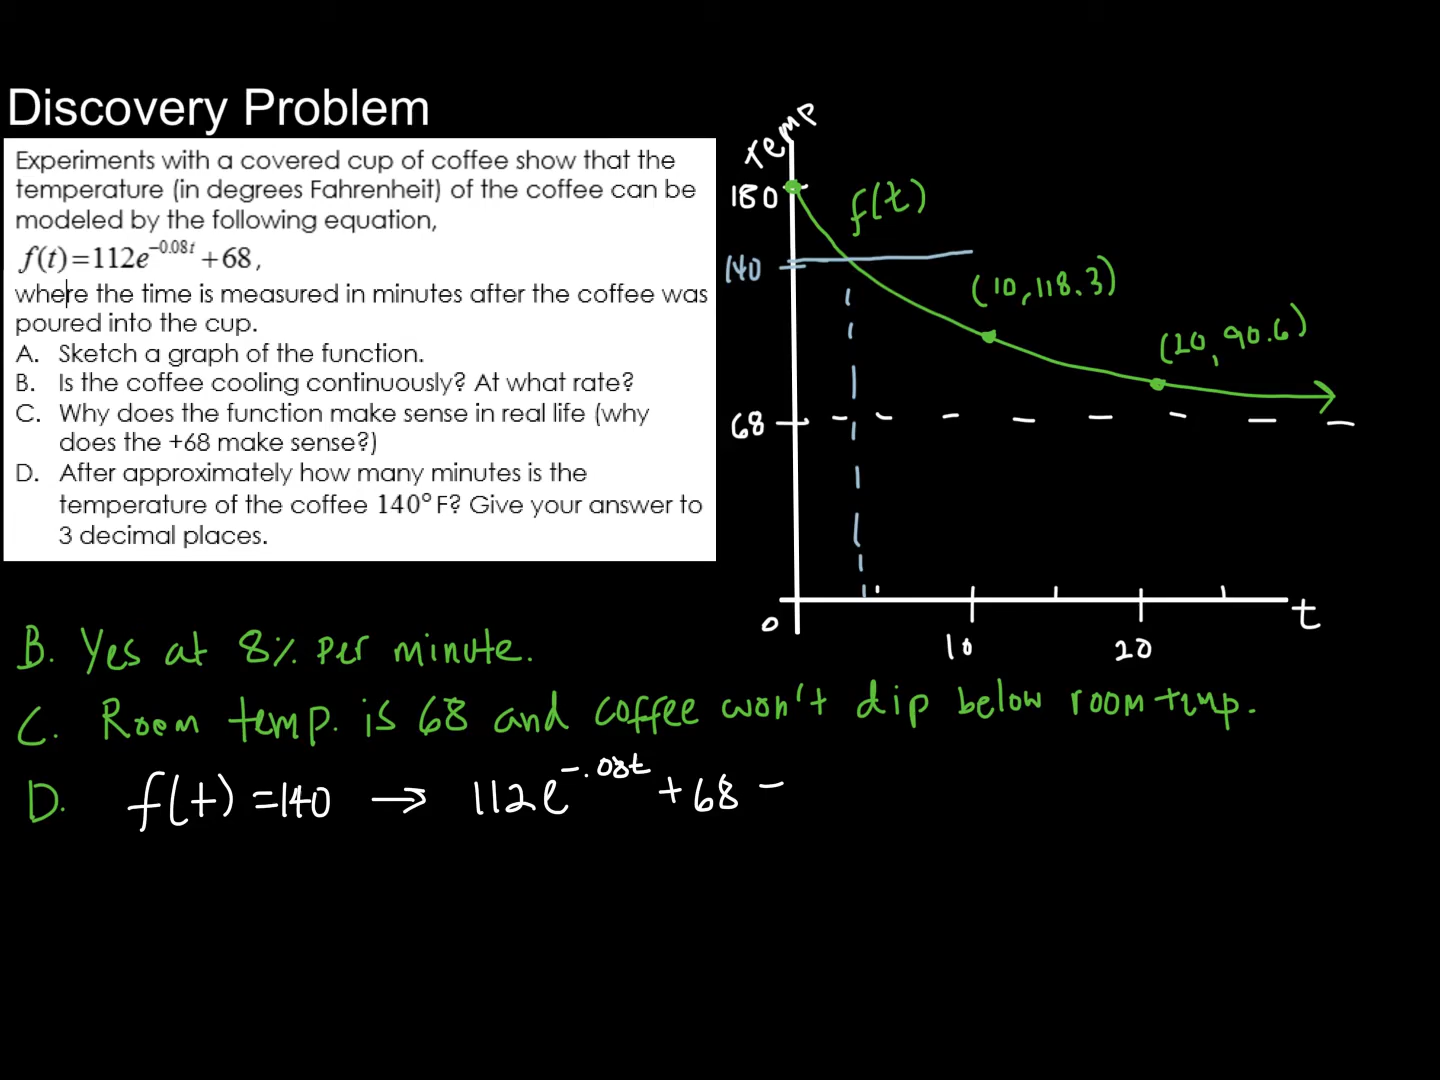 Discovery Problem
Experiments with a covered cup of coffee show that the
temperature (in degrees Fahrenheit) of the coffee can be
modeled by the following equation,
f(t)=112e^{-0.08t}+68,
where the time is measured in minutes after the coffee was
poured into the cup.
A. Sketch a graph of the function.
B. Is the coffee cooling continuously? At what rate?
C. Why does the function make sense in real life (why
does the +68 make sense?)
D. After approximately how many minutes is the
temperature of the coffee 140° F? Give your answer to
3 decimal places.
Temp
180
f(t)
140
(10,118.3)
(20,90.6)
68
0
10
20
t
B. Yes at 8% per minute.
C. Room temp. is 68 and coffee won't dip below room temp.
D. f(t)=140 → 112e^{-.08t}+68 -